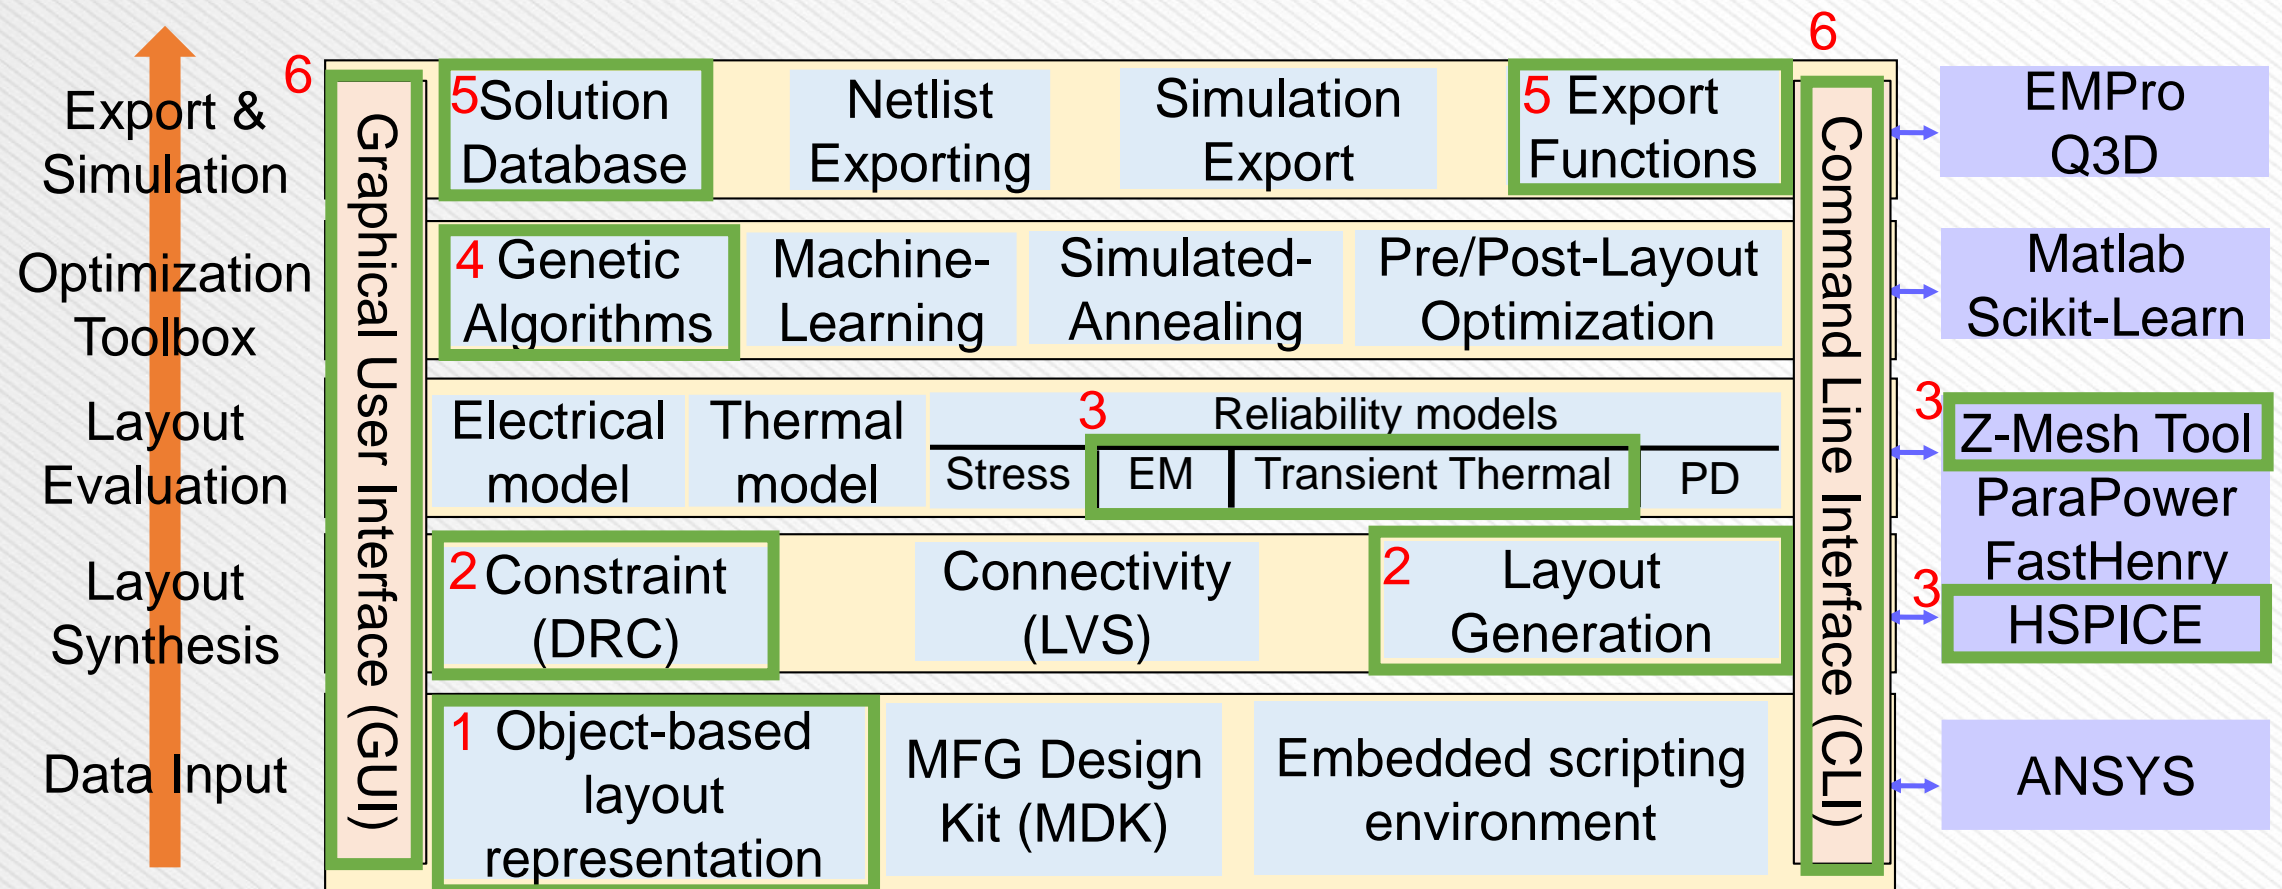 6
6
Export &
Simulation
Graphical User Interface (GUI)
5 Solution
Database
Netlist
Exporting
Simulation
Export
5 Export
Functions
Command Line Interface (CLI)
EMPro
Q3D
Optimization
Toolbox
4 Genetic
Algorithms
Machine-
Learning
Simulated-
Annealing
Pre/Post-Layout
Optimization
Matlab
Scikit-Learn
Layout
Evaluation
Electrical
model
Thermal
model
3
Reliability models
Stress
EM
Transient Thermal
PD
3
Z-Mesh Tool
ParaPower
FastHenry
3
HSPICE
Layout
Synthesis
2 Constraint
(DRC)
Connectivity
(LVS)
2 Layout
Generation
Data Input
1 Object-based
layout
representation
MFG Design
Kit (MDK)
Embedded scripting
environment
ANSYS